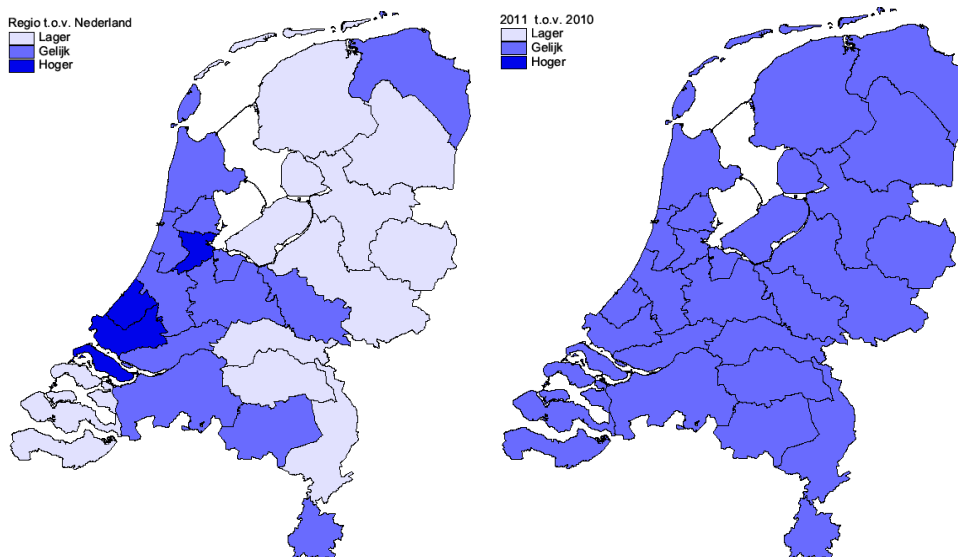 Regio t.o.v. Nederland
Lager
Gelijk
Hoger
2011 t.o.v. 2010
Lager
Gelijk
Hoger